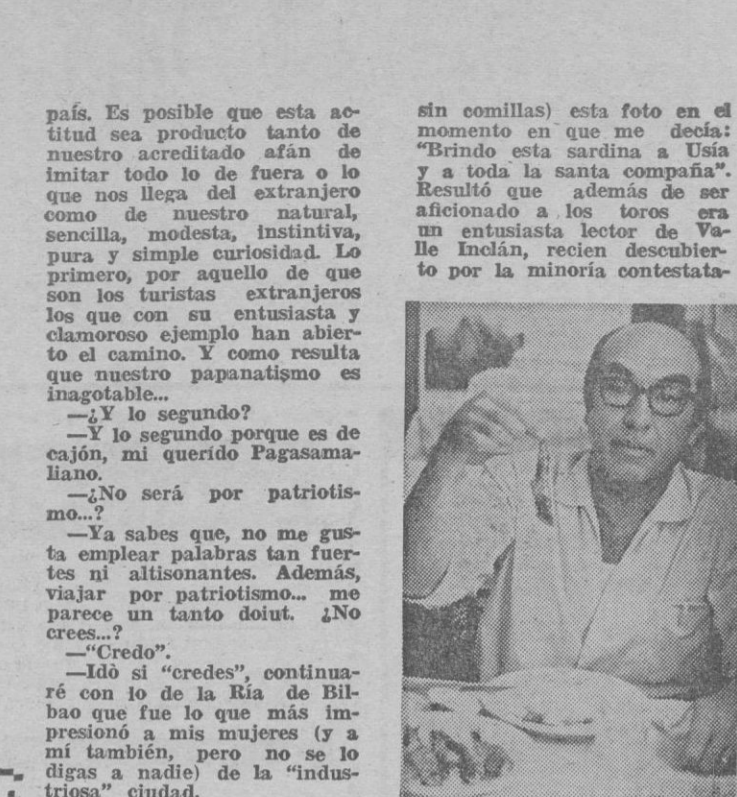 país. Es posible que esta ac-
titud sea producto tanto de
nuestro acreditado afán de
imitar todo lo de fuera o lo
que nos llega del extranjero
como de nuestro natural,
sencilla, modesta, instintiva,
pura y simple curiosidad. Lo
primero, por aquello de que
son los turistas extranjeros
los que con su entusiasta y
clamoroso ejemplo han abier-
to el camino. Y como resulta
que nuestro papanatismo es
inagotable...
—¿Y lo segundo?
—Y lo segundo porque es de
cajón, mi querido Pagasama-
liano.
—¿No será por patriotis-
mo...?
—Ya sabes que, no me gus-
ta emplear palabras tan fuer-
tes ni altisonantes. Además,
viajar por patriotismo... me
parece un tanto doiut. ¿No
crees...?
—“Credo”.
—Idò si “credes”, continua-
ré con lo de la Ría de Bil-
bao que fue lo que más im-
presionó a mis mujeres (y a
mí también, pero no se lo
digas a nadie) de la “indus-
triosa” ciudad.
sin comillas) esta foto en el
momento en que me decía:
“Brindo esta sardina a Usía
y a toda la santa compaña”.
Resultó que además de ser
aficionado a los toros era
un entusiasta lector de Va-
lle Inclán, recien descubier-
to por la minoría contestata-